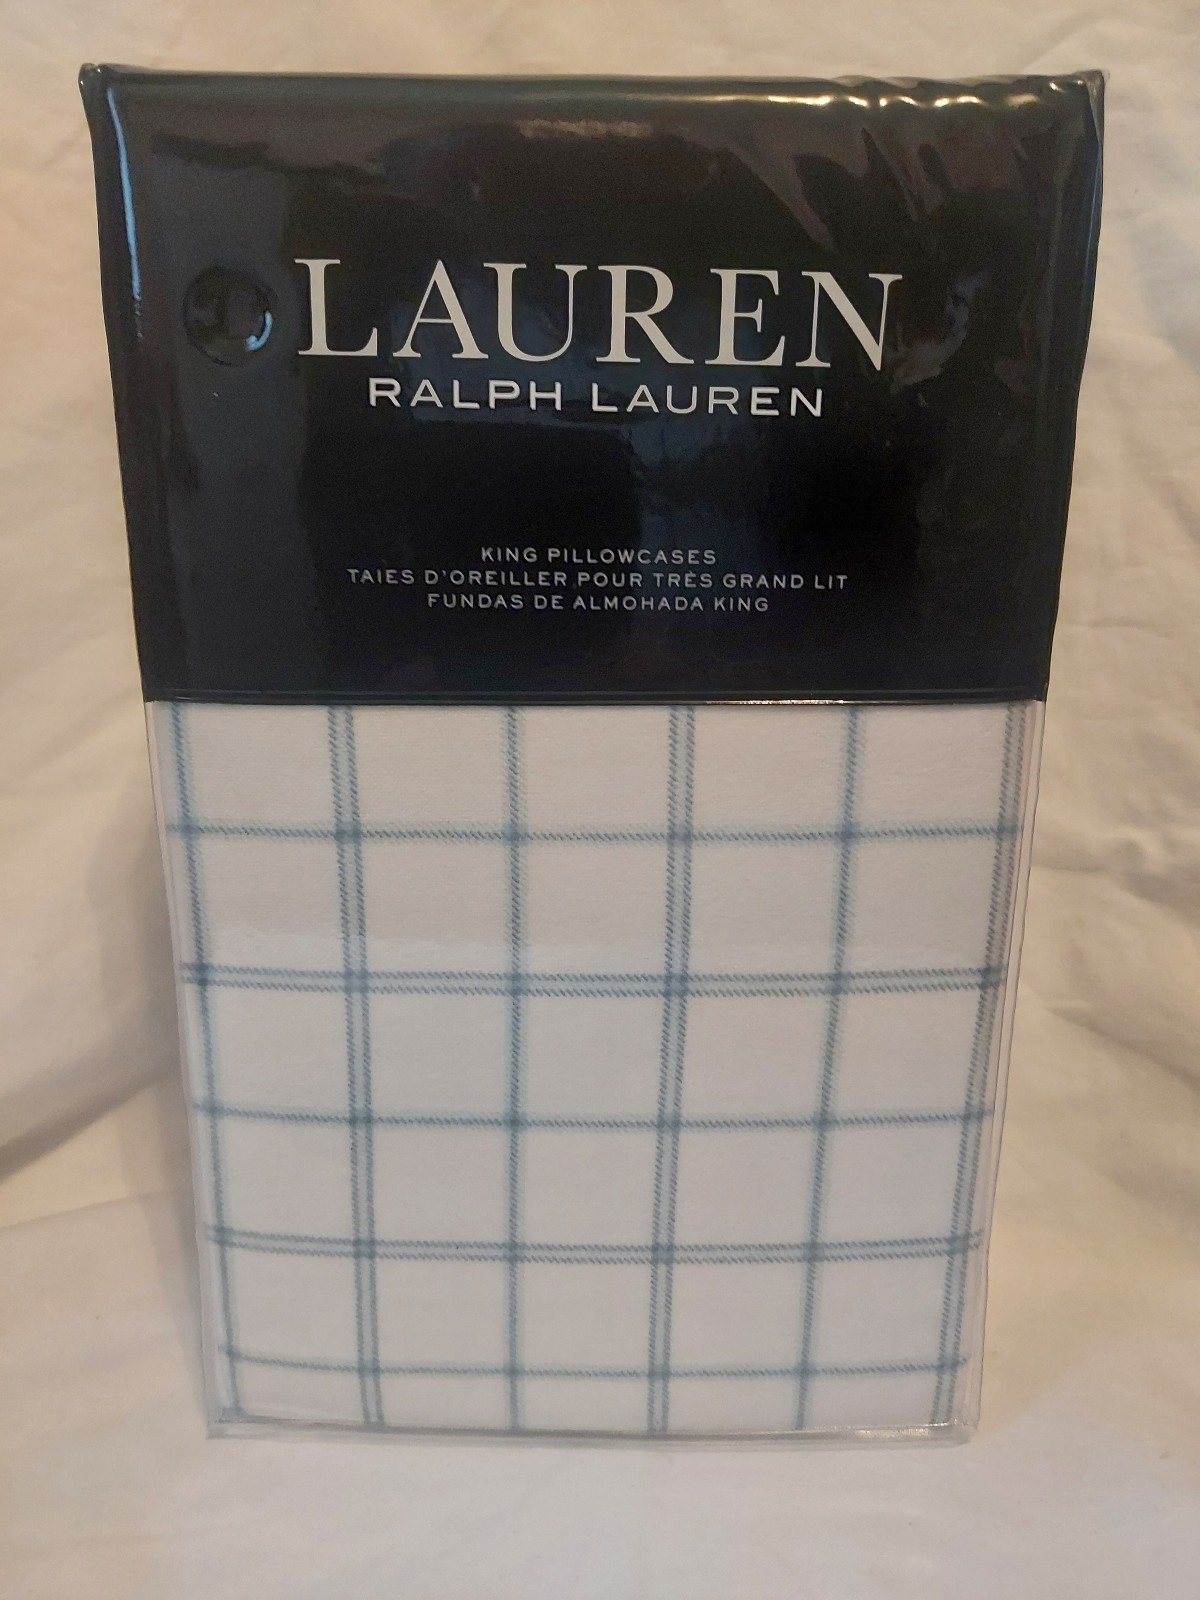 LAUREN
RALPH LAUREN
KING PILLOWCASES
TAIES D'OREILLER POUR TRÈS GRAND LIT
FUNDAS DE ALMOHADA KING